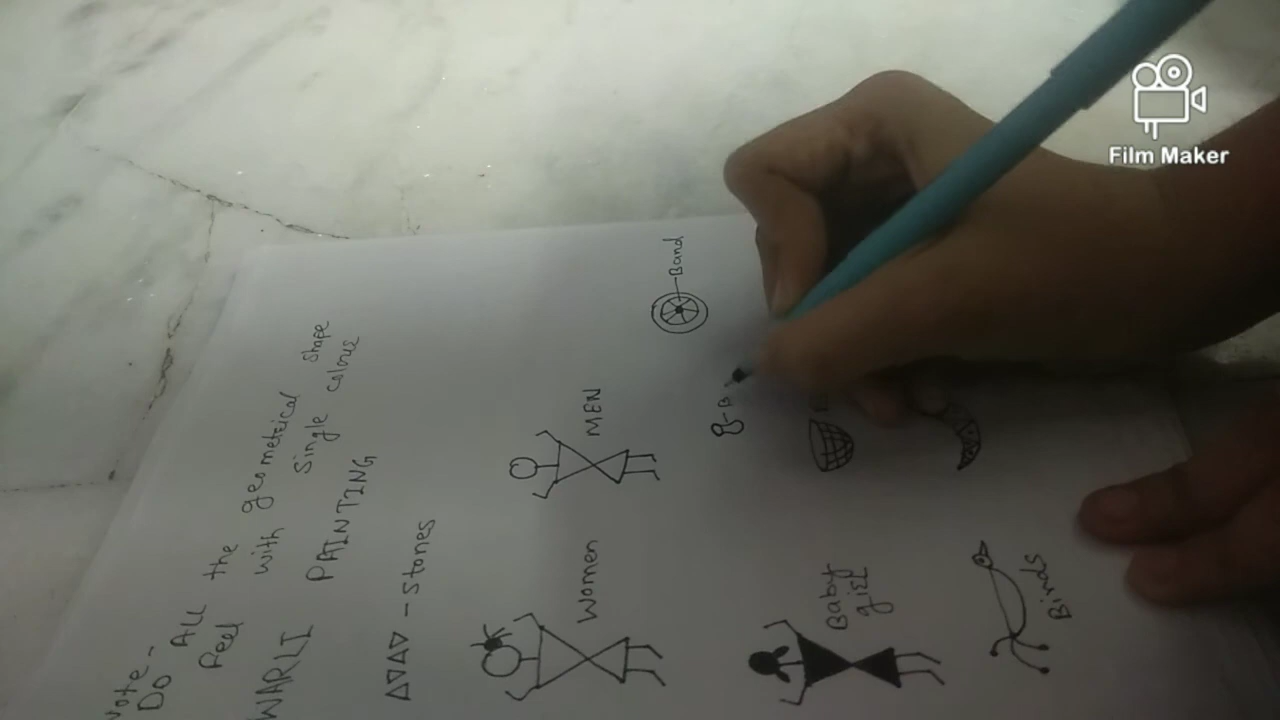 Note -
Do All the with geometrical shape
Peel single colour
WARLI PAINTING
- stones
Women
MEN
Band
Baby
girl
Birds
Film Maker